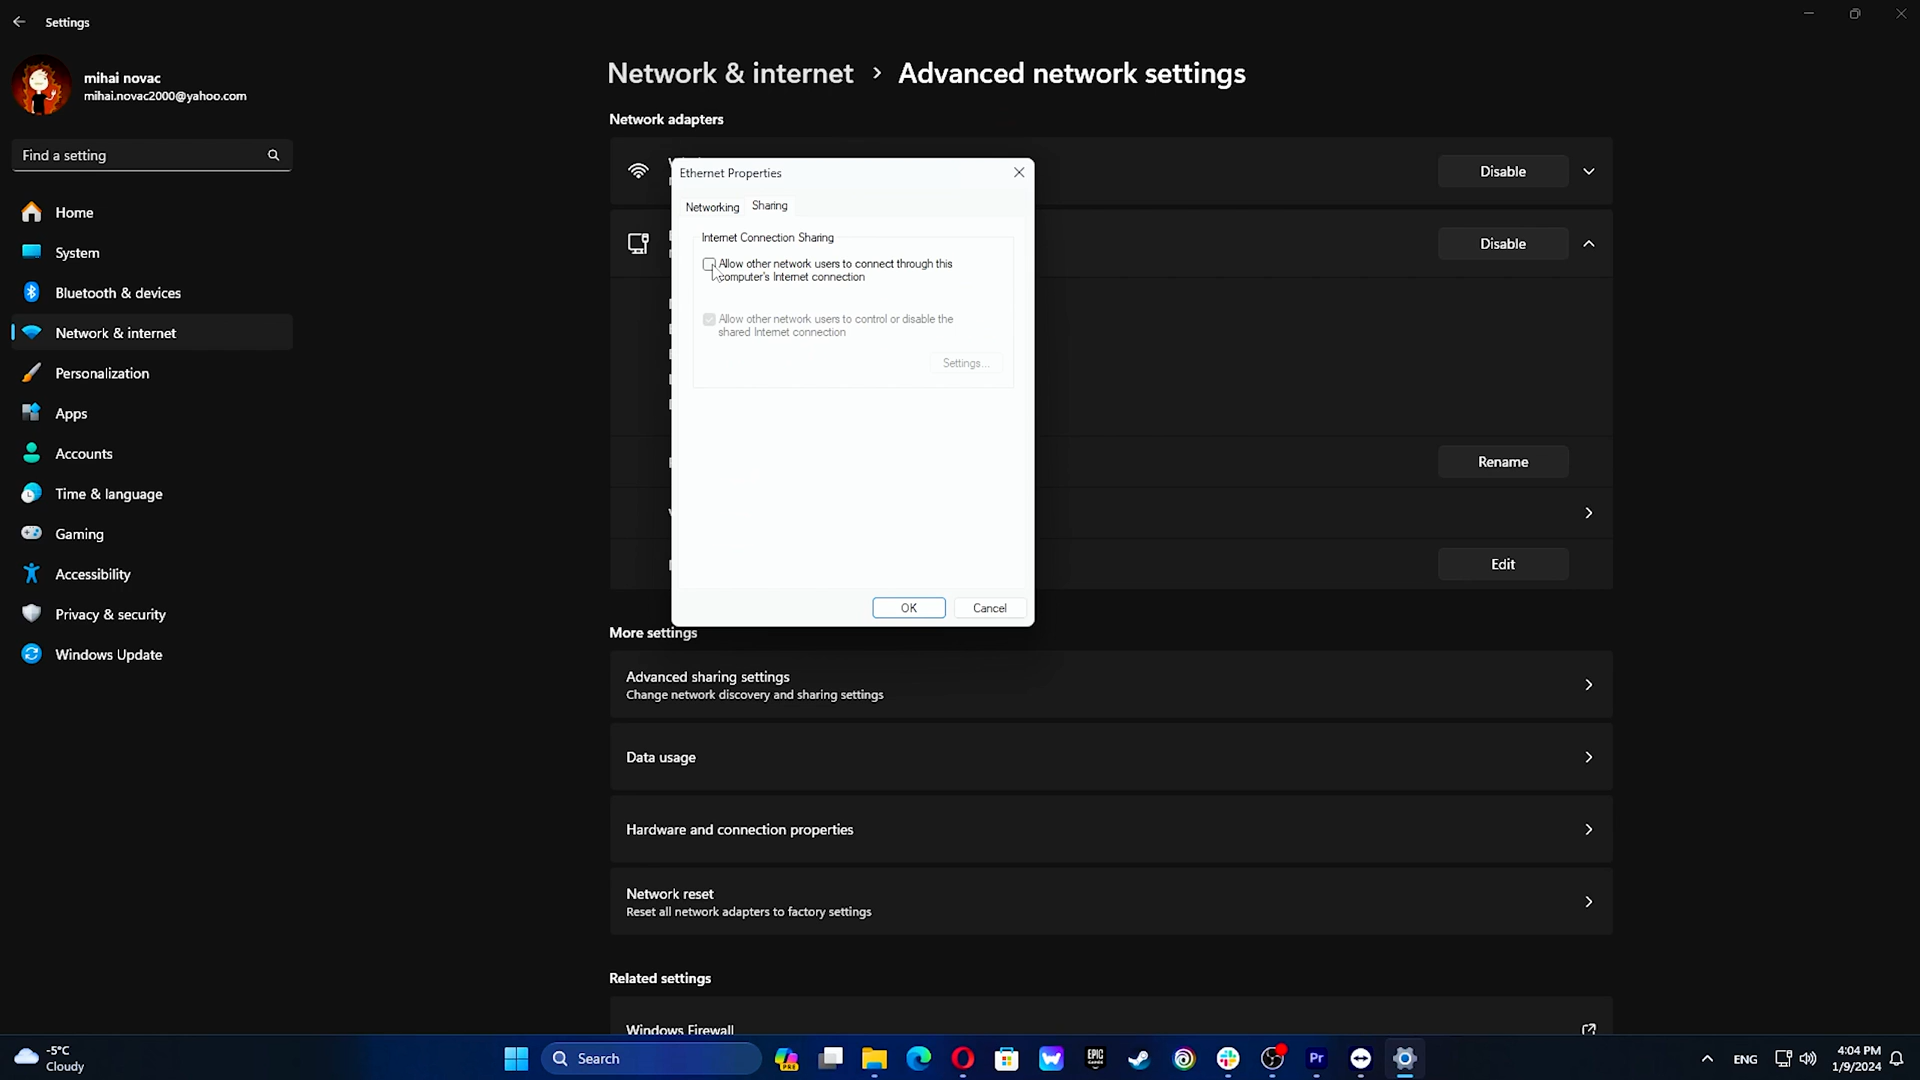 Settings
mihai novac
mihai.novac2000@yahoo.com
Find a setting
Home
System
Bluetooth & devices
Network & internet
Personalization
Apps
Accounts
Time & language
Gaming
Accessibility
Privacy & security
Windows Update
Network & internet › Advanced network settings
Network adapters
Disable
Disable
Rename
Edit
Ethernet Properties
Networking Sharing
Internet Connection Sharing
Allow other network users to connect through this
computer's Internet connection
Allow other network users to control or disable the
shared Internet connection
Settings...
OK Cancel
More settings
Advanced sharing settings
Change network discovery and sharing settings
Data usage
Hardware and connection properties
Network reset
Reset all network adapters to factory settings
Related settings
Windows Firewall
-5°C
Cloudy
Search
PRE
EPIC
Pr
ENG
4:04 PM
1/9/2024